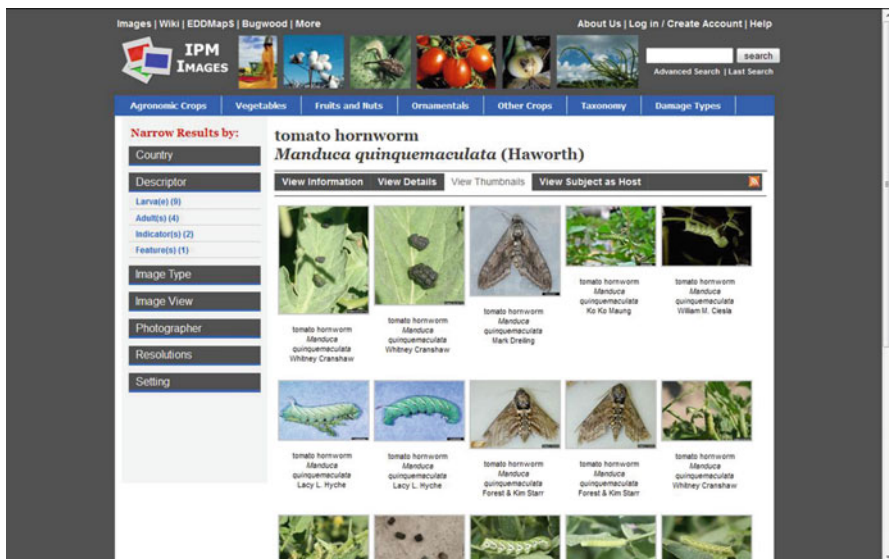 Images | Wiki | EDDMapS | Bugwood | More
About Us | Log in / Create Account | Help
IPM
IMAGES
search
Advanced Search | Last Search
Agronomic Crops
Vegetables
Fruits and Nuts
Ornamentals
Other Crops
Taxonomy
Damage Types
Narrow Results by:
Country
Descriptor
Larva(e) (9)
Adult(s) (4)
Indicator(s) (2)
Feature(s) (1)
Image Type
Image View
Photographer
Resolutions
Setting
tomato hornworm
Manduca quinquemaculata (Haworth)
View Information
View Details
View Thumbnails
View Subject as Host
tomato hornworm
Manduca
quinquemaculata
Whitney Cranshaw
tomato hornworm
Manduca
quinquemaculata
Whitney Cranshaw
tomato hornworm
Manduca
quinquemaculata
Mark Dreiling
tomato hornworm
Manduca
quinquemaculata
Ko Ko Maung
tomato hornworm
Manduca
quinquemaculata
William M. Ciesla
tomato hornworm
Manduca
quinquemaculata
Lacy L. Hyche
tomato hornworm
Manduca
quinquemaculata
Lacy L. Hyche
tomato hornworm
Manduca
quinquemaculata
Forest & Kim Starr
tomato hornworm
Manduca
quinquemaculata
Forest & Kim Starr
tomato hornworm
Manduca
quinquemaculata
Whitney Cranshaw